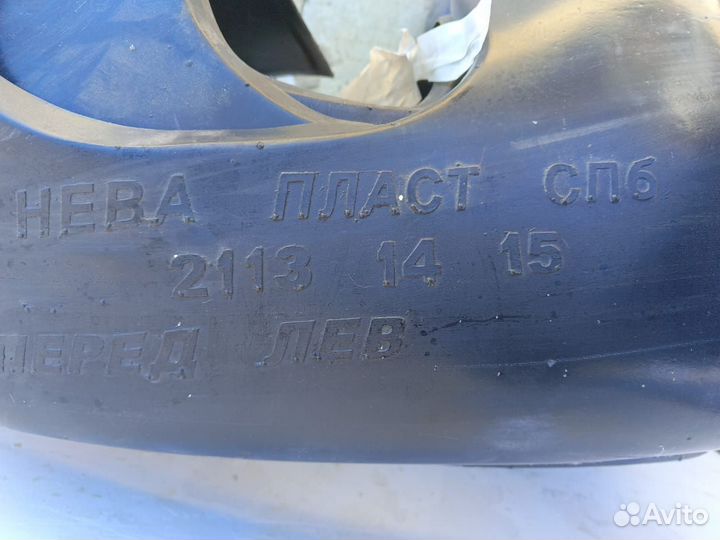 НЕВА ПЛАСТ СПб
2113 14 15
ПЕРЕД ЛЕВ
Avito